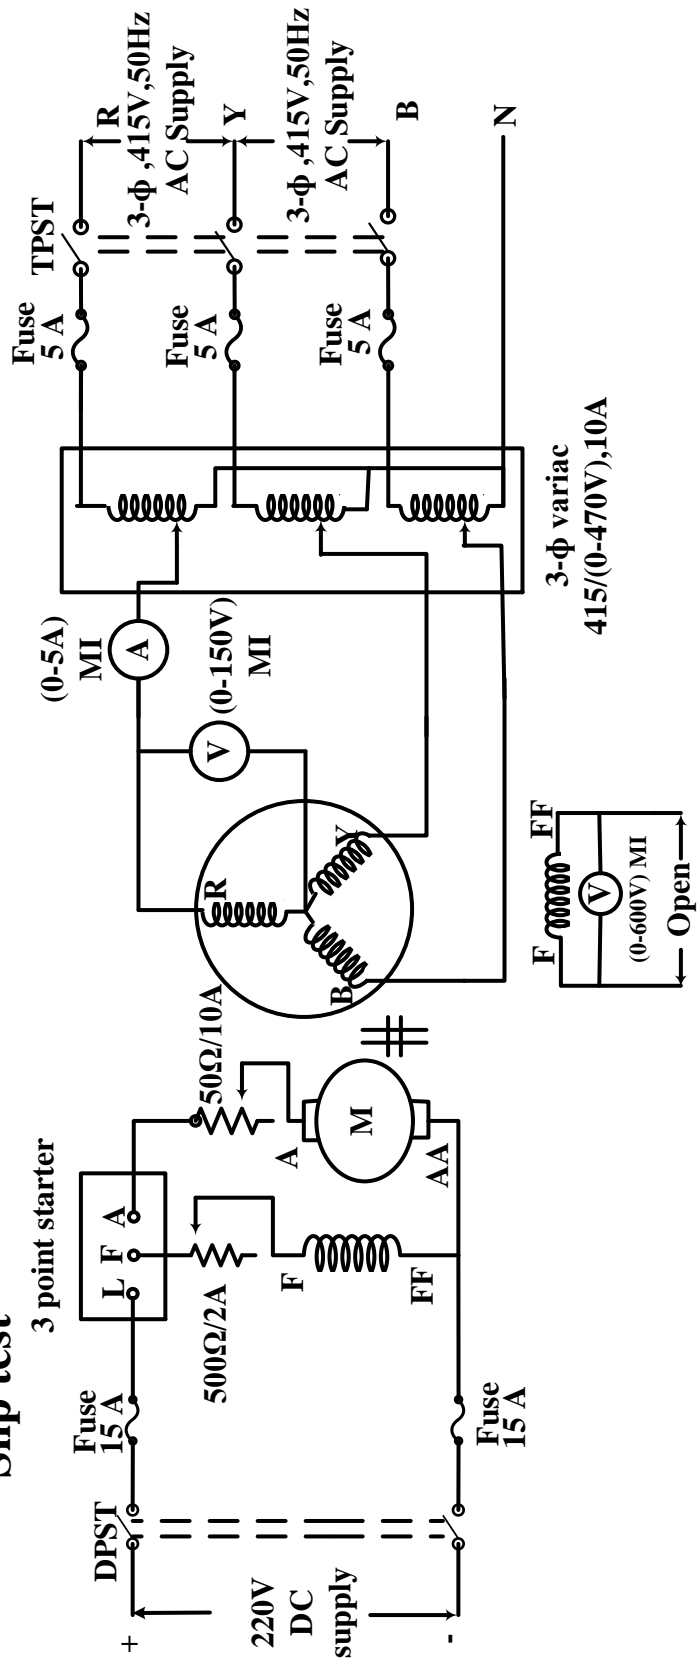 Slip test
3 point starter
L F A
DPST
Fuse
15 A
+
220V
DC
supply
-
Fuse
15 A
500Ω/2A
50Ω/10A
F
FF
A
M
AA
R
Y
B
(0-5A)
MI
A
V
(0-150V)
MI
F
FF
V
(0-600V) MI
Open
3-ф variac
415/(0-470V),10A
Fuse
5 A
Fuse
5 A
Fuse
5 A
TPST
R
3-ф ,415V,50Hz
AC Supply
Y
3-ф ,415V,50Hz
AC Supply
B
N